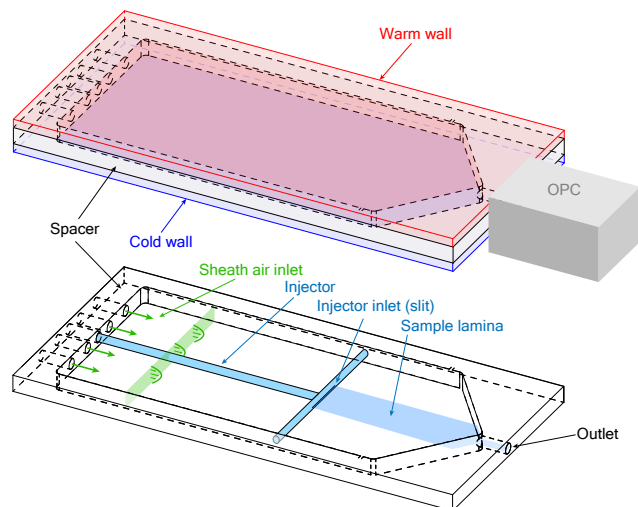 Warm wall
OPC
Spacer
Cold wall
Sheath air inlet
Injector
Injector inlet (slit)
Sample lamina
Outlet